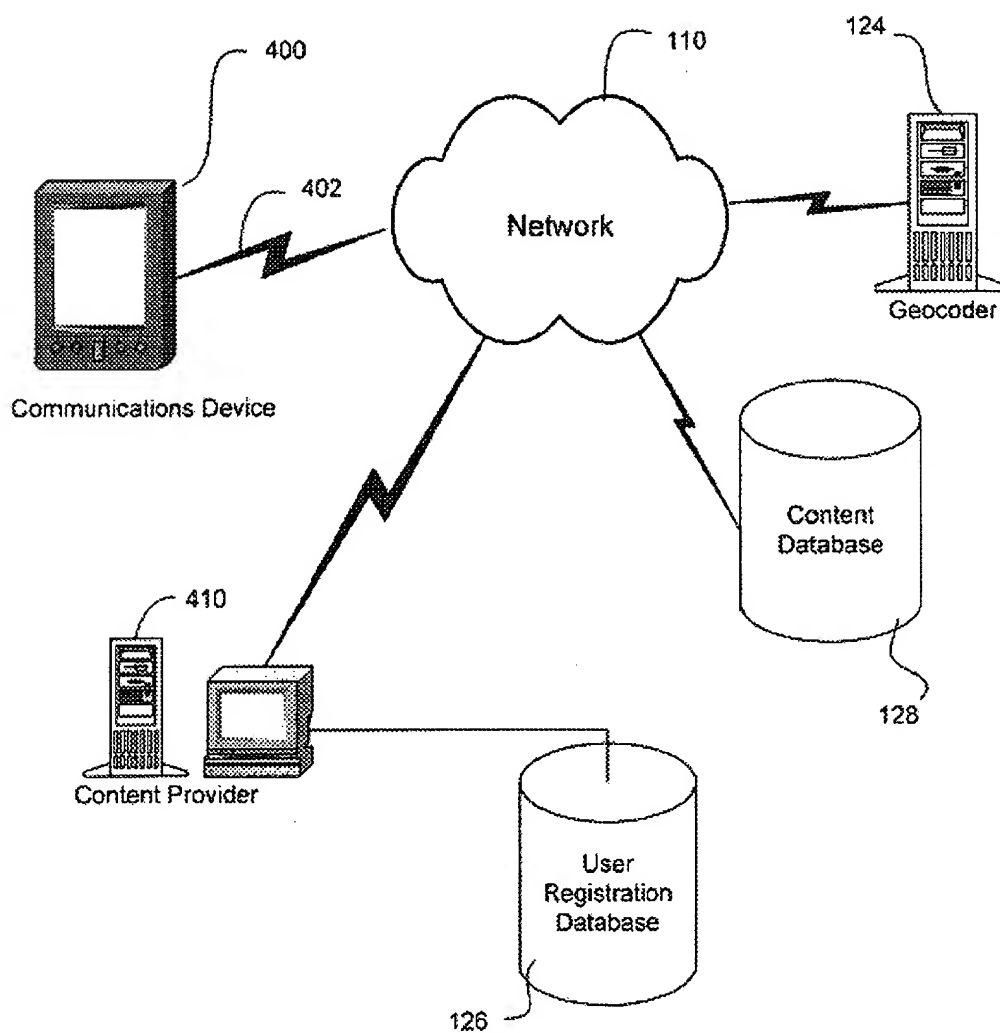 400
110
124
402
Network
Geocoder
Communications Device
Content
Database
410
128
Content Provider
User
Registration
Database
126